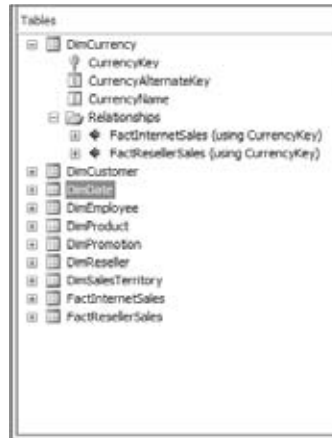 Tables
DimCurrency
CurrencyKey
CurrencyAlternateKey
CurrencyName
Relationships
FactInternetSales (using CurrencyKey)
FactResellerSales (using CurrencyKey)
DimCustomer
DimDate
DimEmployee
DimProduct
DimPromotion
DimReseller
DimSalesTerritory
FactInternetSales
FactResellerSales